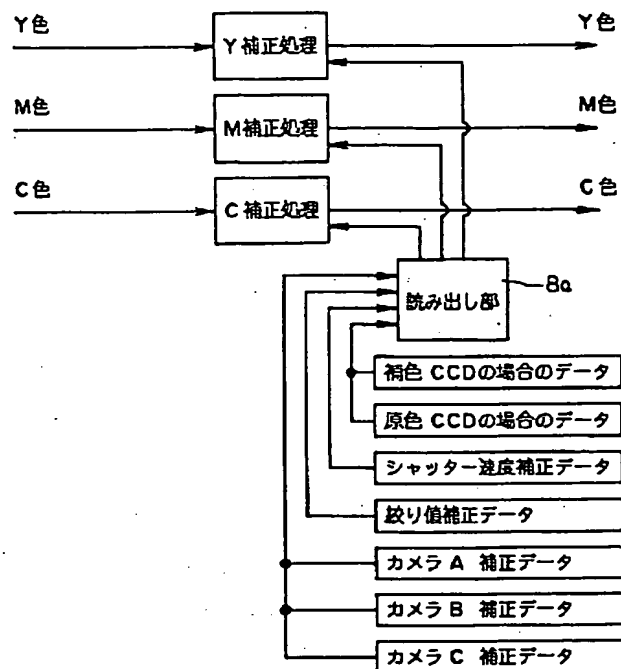 Y色
Y色
Y補正処理
M色
M色
M補正処理
C色
C色
C補正処理
読み出し部
8a
補色 CCDの場合のデータ
原色 CCDの場合のデータ
シャッター速度補正データ
絞り値補正データ
カメラ A 補正データ
カメラ B 補正データ
カメラ C 補正データ